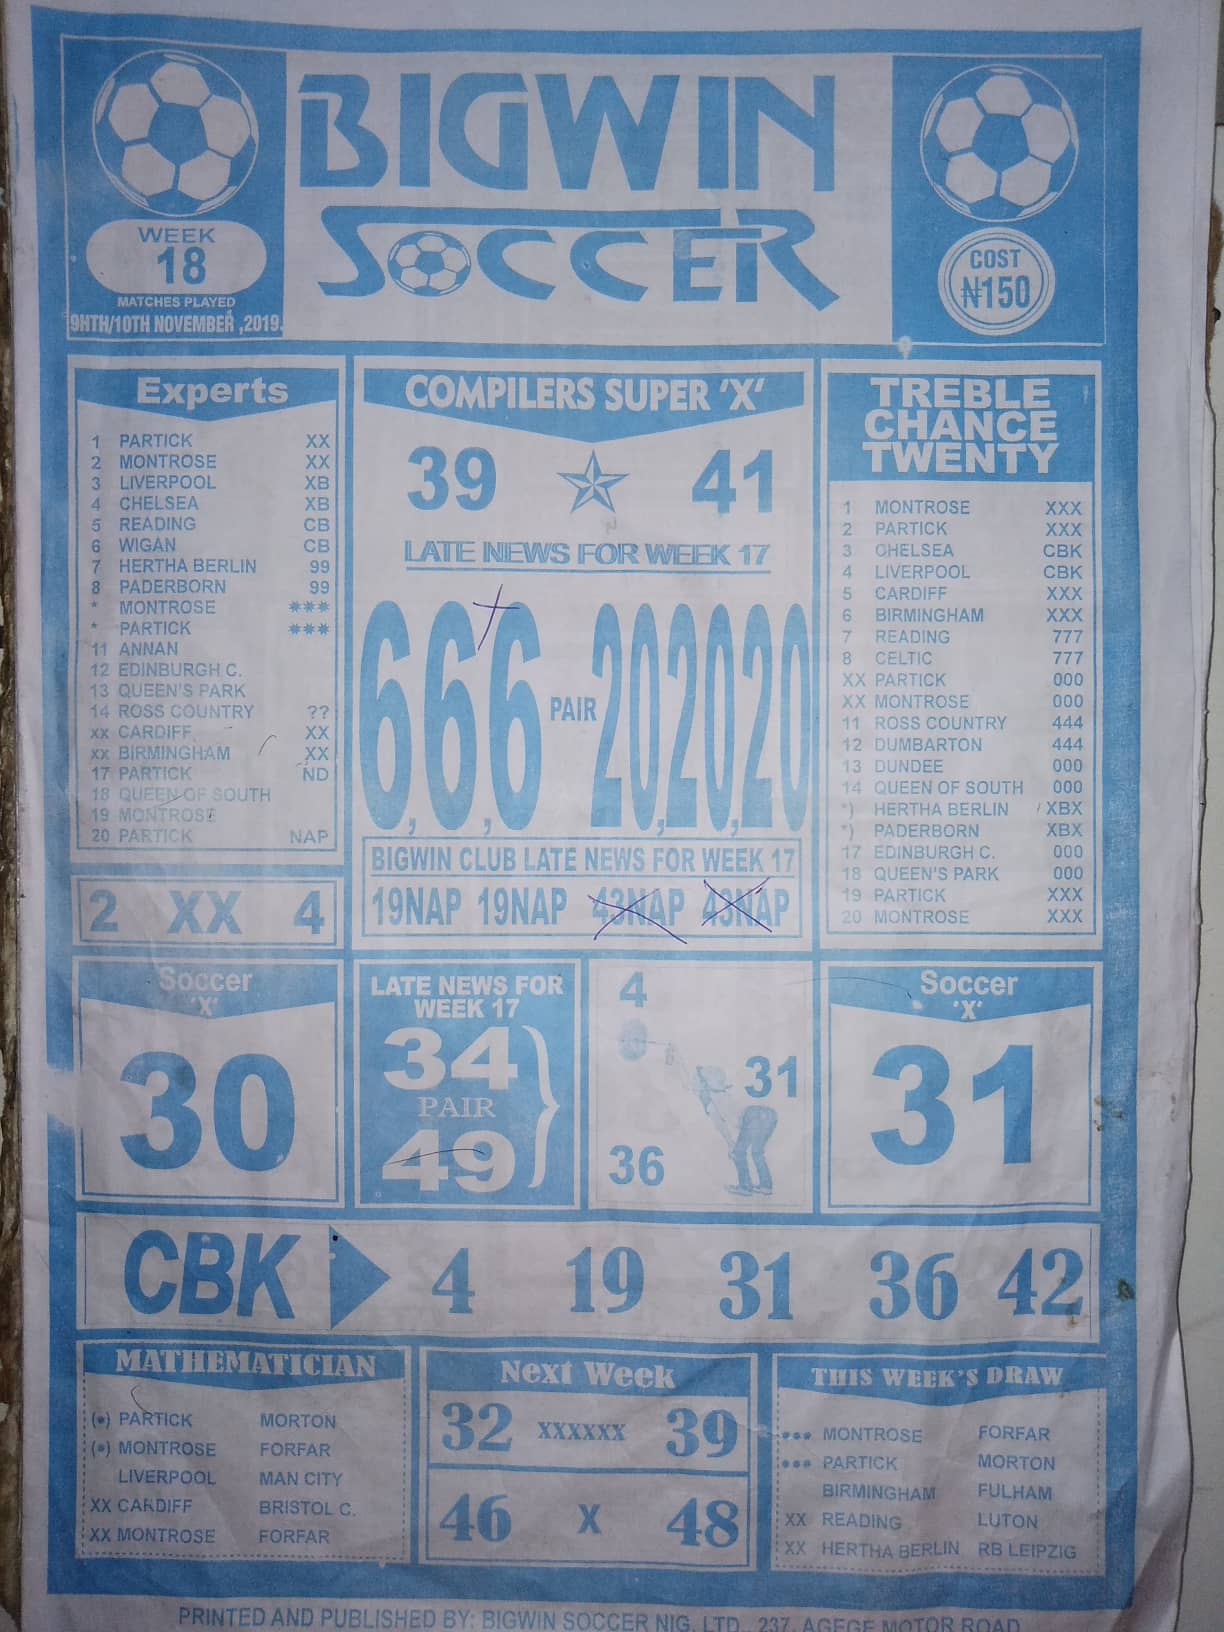 BIGWIN
SOCCER
WEEK
18
MATCHES PLAYED
9HTH/10TH NOVEMBER ,2019.
COST
₦150
Experts
1 PARTICK XX
2 MONTROSE XX
3 LIVERPOOL XB
4 CHELSEA XB
5 READING CB
6 WIGAN CB
7 HERTHA BERLIN 99
8 PADERBORN 99
* MONTROSE ***
* PARTICK ***
11 ANNAN
12 EDINBURGH C.
13 QUEEN'S PARK
14 ROSS COUNTRY ??
xx CARDIFF XX
xx BIRMINGHAM XX
17 PARTICK ND
18 QUEEN OF SOUTH
19 MONTROSE
20 PARTICK NAP
2 XX 4
COMPILERS SUPER 'X'
39 41
LATE NEWS FOR WEEK 17
6,6,6 PAIR 20,20,20
BIGWIN CLUB LATE NEWS FOR WEEK 17
19NAP 19NAP 43NAP 43NAP
TREBLE
CHANCE
TWENTY
1 MONTROSE XXX
2 PARTICK XXX
3 CHELSEA CBK
4 LIVERPOOL CBK
5 CARDIFF XXX
6 BIRMINGHAM XXX
7 READING 777
8 CELTIC 777
XX PARTICK 000
XX MONTROSE 000
11 ROSS COUNTRY 444
12 DUMBARTON 444
13 DUNDEE 000
14 QUEEN OF SOUTH 000
*) HERTHA BERLIN XBX
*) PADERBORN XBX
17 EDINBURGH C. 000
18 QUEEN'S PARK 000
19 PARTICK XXX
20 MONTROSE XXX
Soccer
'X'
30
LATE NEWS FOR
WEEK 17
34
PAIR
49
4
31
36
Soccer
'X'
31
CBK 4 19 31 36 42
MATHEMATICIAN
(•) PARTICK MORTON
(•) MONTROSE FORFAR
LIVERPOOL MAN CITY
XX CARDIFF BRISTOL C.
XX MONTROSE FORFAR
Next Week
32 XXXXXX 39
46 X 48
THIS WEEK'S DRAW
••• MONTROSE FORFAR
••• PARTICK MORTON
BIRMINGHAM FULHAM
XX READING LUTON
XX HERTHA BERLIN RB LEIPZIG
PRINTED AND PUBLISHED BY: BIGWIN SOCCER NIG. LTD., 237, AGEGE MOTOR ROAD